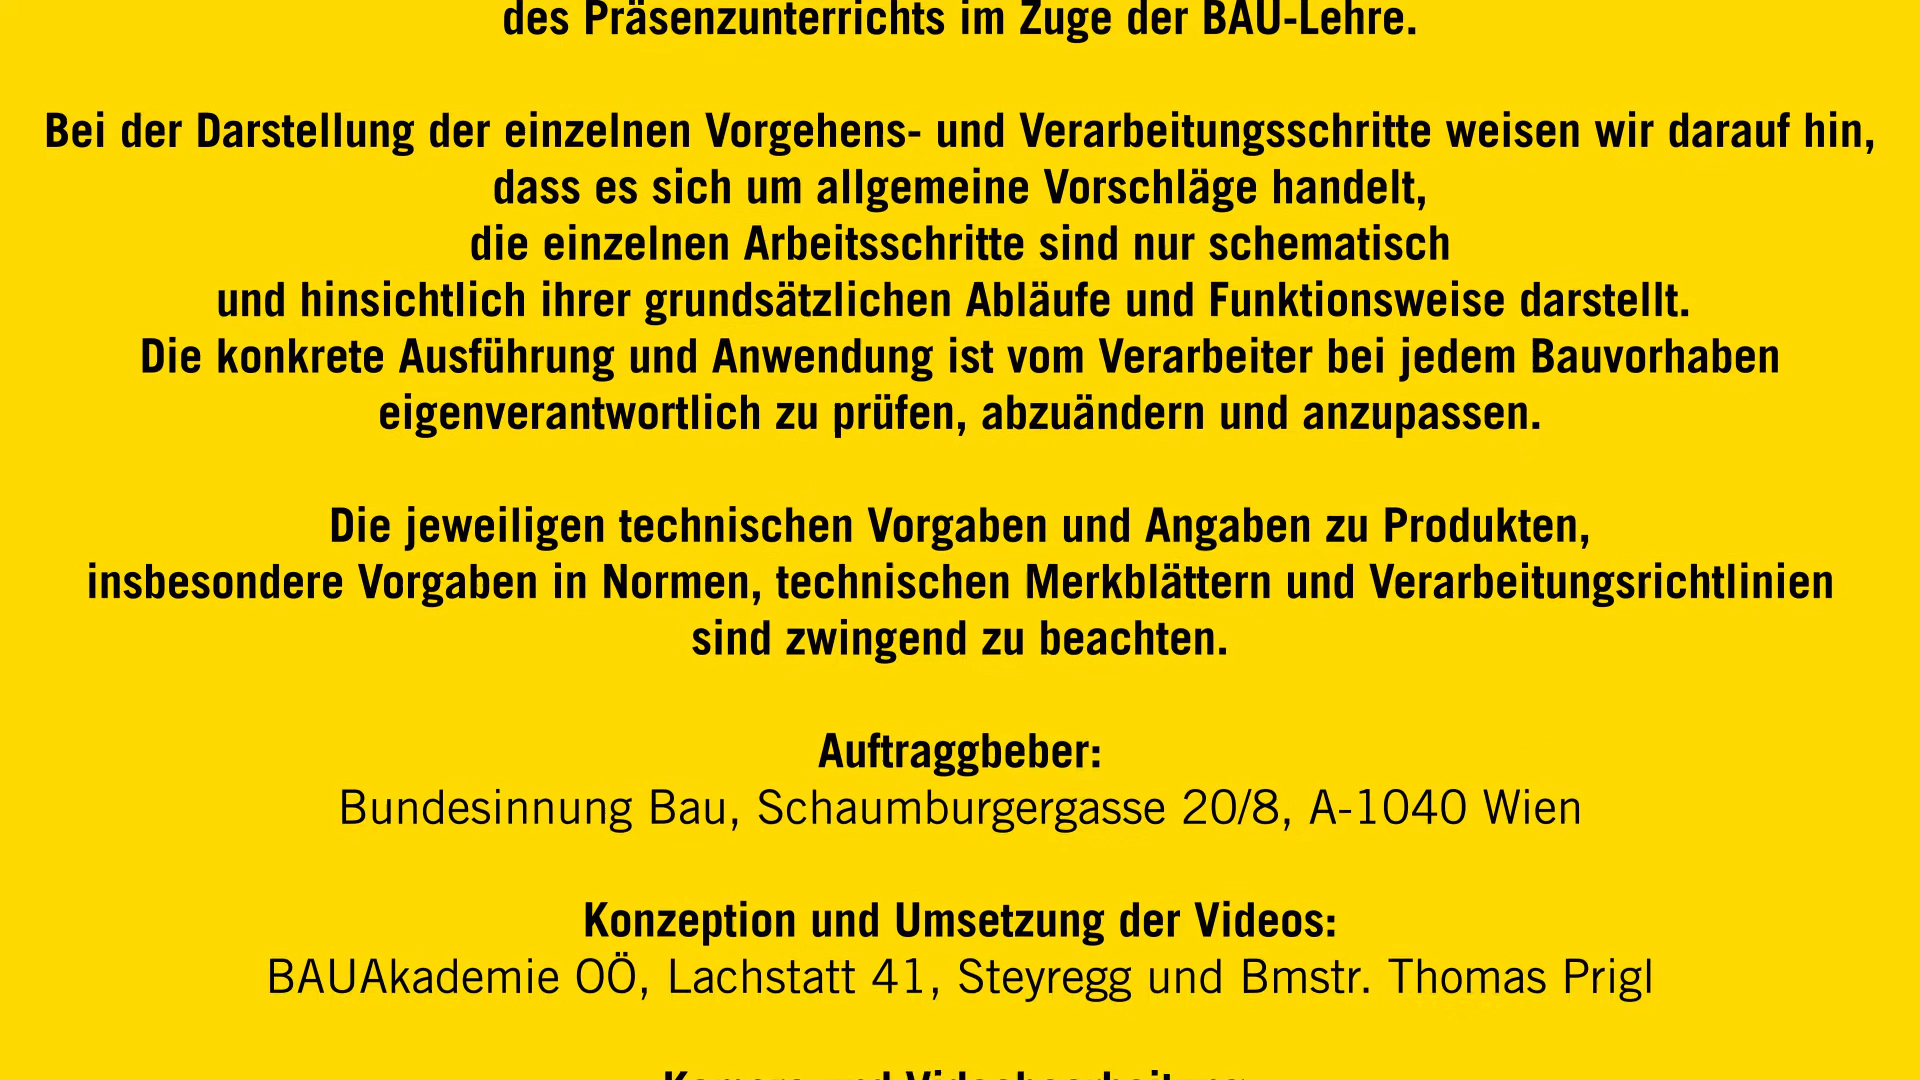 des Präsenzunterrichts im Zuge der BAU-Lehre.
Bei der Darstellung der einzelnen Vorgehens- und Verarbeitungsschritte weisen wir darauf hin,
dass es sich um allgemeine Vorschläge handelt,
die einzelnen Arbeitsschritte sind nur schematisch
und hinsichtlich ihrer grundsätzlichen Abläufe und Funktionsweise darstellt.
Die konkrete Ausführung und Anwendung ist vom Verarbeiter bei jedem Bauvorhaben
eigenverantwortlich zu prüfen, abzuändern und anzupassen.
Die jeweiligen technischen Vorgaben und Angaben zu Produkten,
insbesondere Vorgaben in Normen, technischen Merkblättern und Verarbeitungsrichtlinien
sind zwingend zu beachten.
Auftraggbeber:
Bundesinnung Bau, Schaumburgergasse 20/8, A-1040 Wien
Konzeption und Umsetzung der Videos:
BAUAkademie OÖ, Lachstatt 41, Steyregg und Bmstr. Thomas Prigl